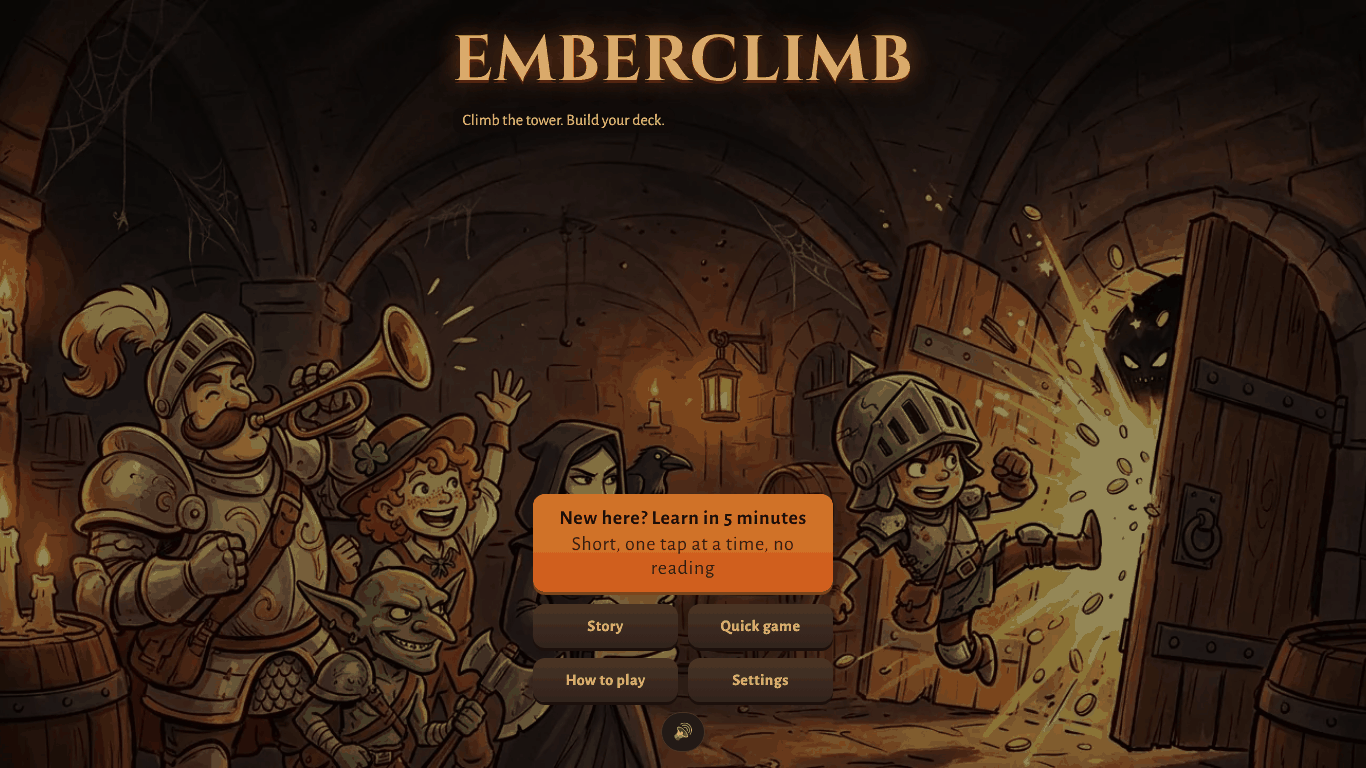 EMBERCLIMB
Climb the tower. Build your deck.
New here? Learn in 5 minutes
Short, one tap at a time, no
reading
Story
Quick game
How to play
Settings